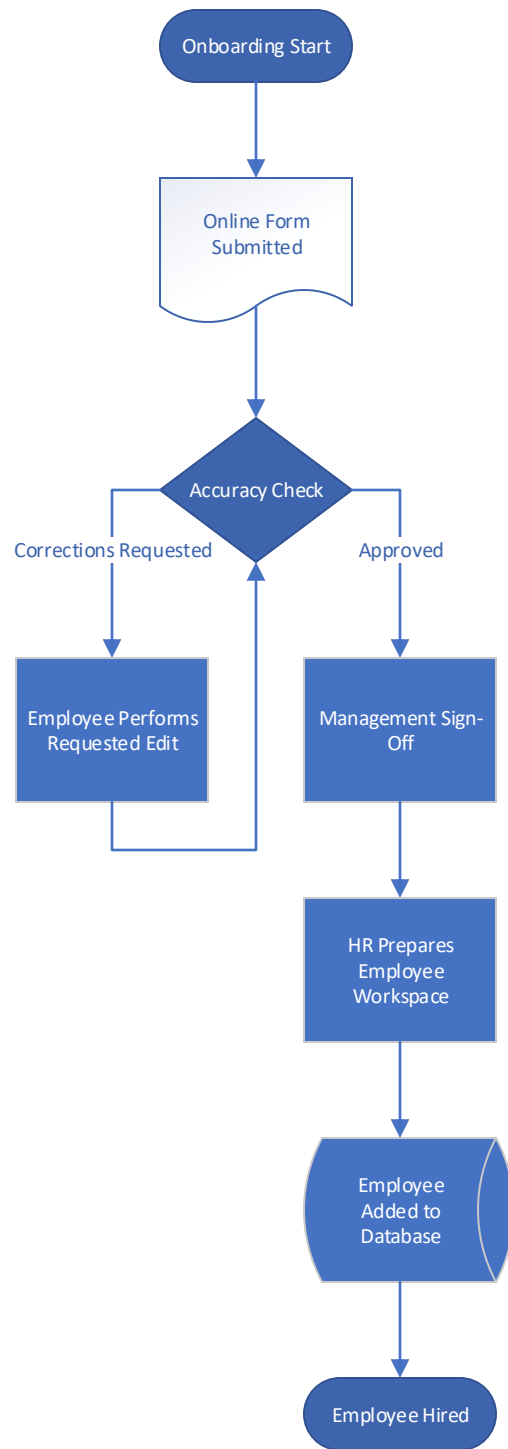 Onboarding Start
Online Form
Submitted
Accuracy Check
Corrections Requested
Approved
Employee Performs
Requested Edit
Management Sign-
Off
HR Prepares
Employee
Workspace
Employee
Added to
Database
Employee Hired